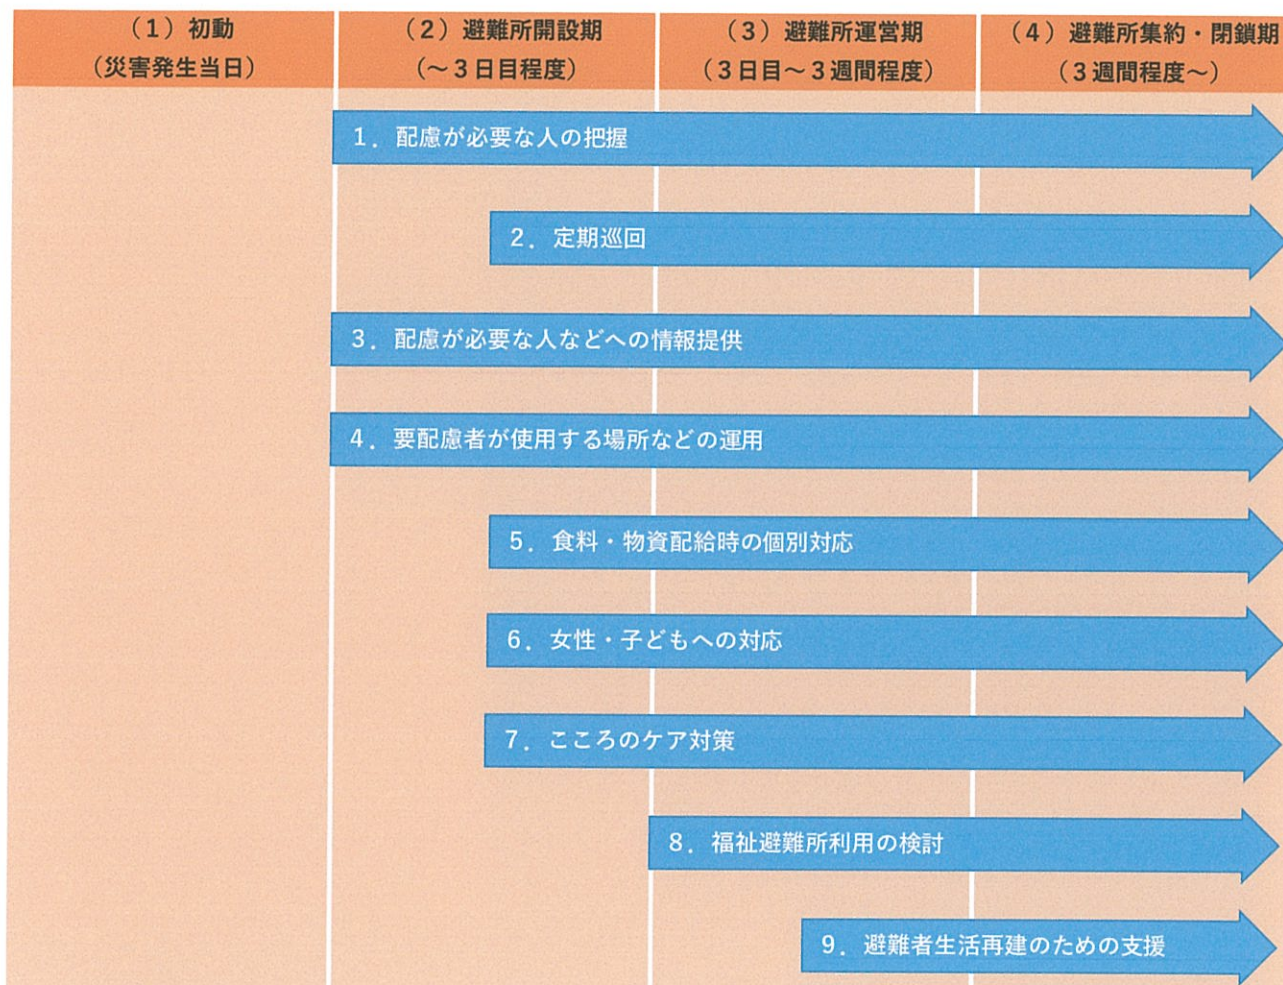 (1)初動
(災害発生当日)
(2)避難所開設期
(~3日目程度)
(3)避難所運営期
(3日目~3週間程度)
(4)避難所集約・閉鎖期
(3週間程度~)
1.配慮が必要な人の把握
2.定期巡回
3.配慮が必要な人などへの情報提供
4.要配慮者が使用する場所などの運用
5.食料・物資配給時の個別対応
6.女性・子どもへの対応
7.こころのケア対策
8.福祉避難所利用の検討
9.避難者生活再建のための支援